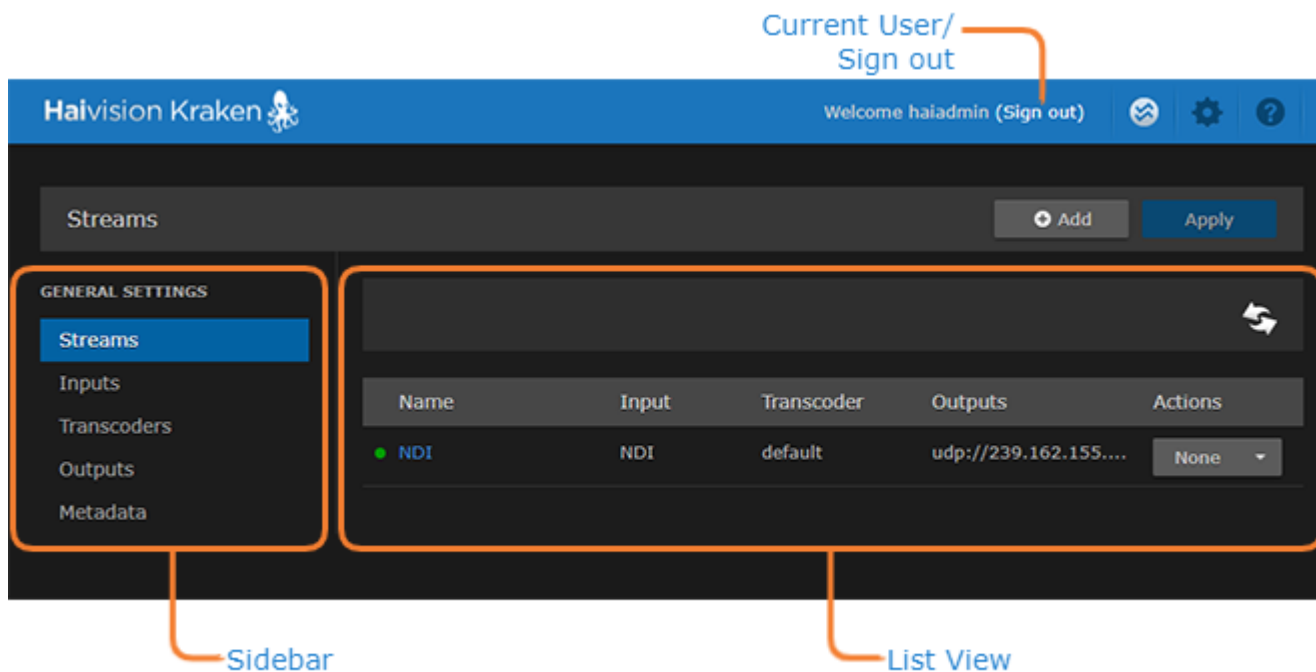 Current User/
Sign out
Haivision Kraken
Welcome haiadmin (Sign out)
Streams
Add
Apply
GENERAL SETTINGS
Streams
Inputs
Transcoders
Outputs
Metadata
Name Input Transcoder Outputs Actions
NDI NDI default udp://239.162.155.... None
Sidebar
List View